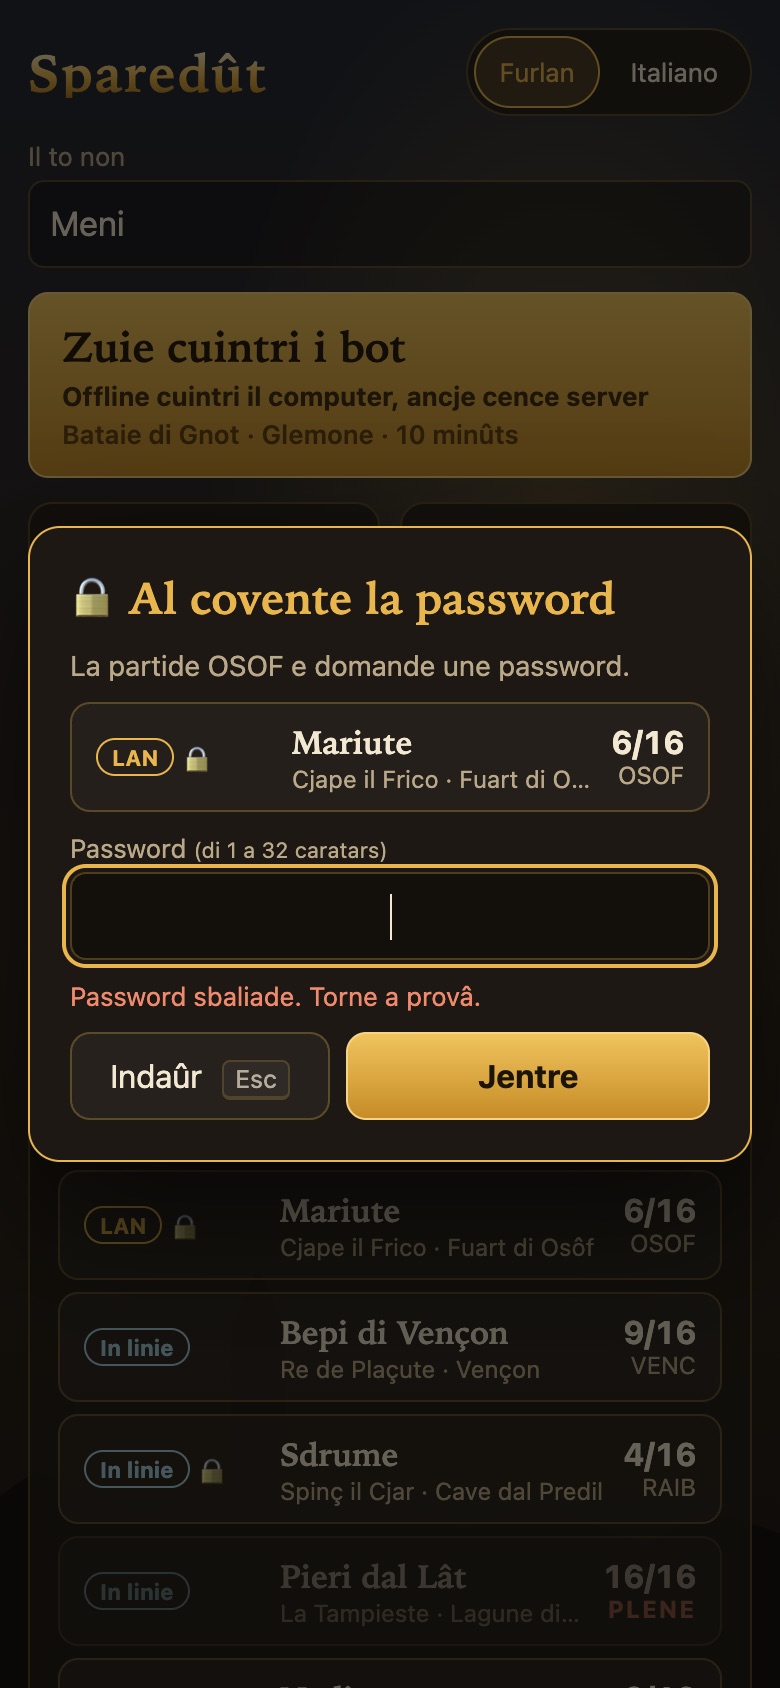 Sparedût
Furlan
Italiano
Il to non
Meni
Zuie cuintri i bot
Offline cuintri il computer, ancje cence server
Bataie di Gnot · Glemone · 10 minûts
Al covente la password
La partide OSOF e domande une password.
LAN
Mariute
6/16
Cjape il Frico · Fuart di O...
OSOF
Password (di 1 a 32 caratars)
Password sbaliade. Torne a provâ.
Indaûr
Esc
Jentre
LAN
Mariute
6/16
Cjape il Frico · Fuart di Osôf
OSOF
In linie
Bepi di Vençon
9/16
Re de Plaçute · Vençon
VENC
In linie
Sdrume
4/16
Spinç il Cjar · Cave dal Predil
RAIB
In linie
Pieri dal Lât
16/16
La Tampieste · Lagune di...
PLENE